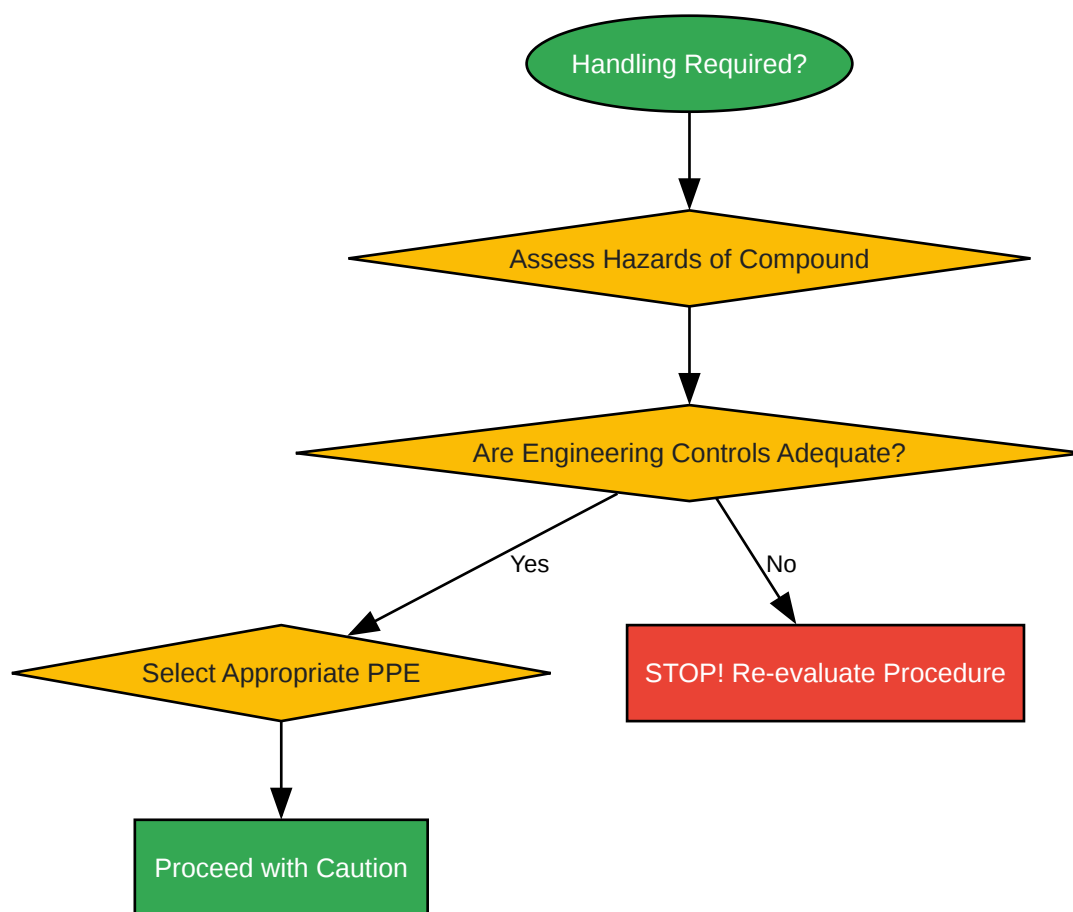 Handling Required?
Assess Hazards of Compound
Are Engineering Controls Adequate?
Yes
No
Select Appropriate PPE
STOP! Re-evaluate Procedure
Proceed with Caution